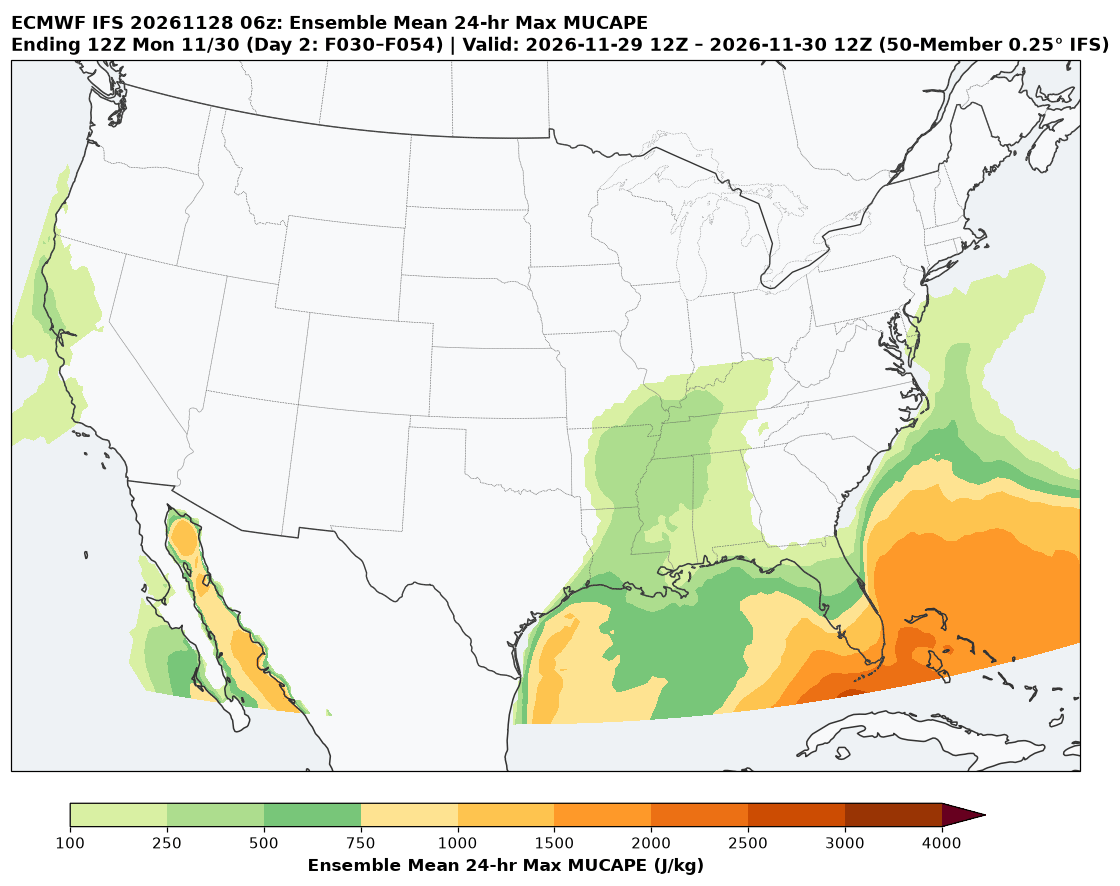 ECMWF IFS 20261128 06z: Ensemble Mean 24-hr Max MUCAPE
Ending 12Z Mon 11/30 (Day 2: F030–F054) | Valid: 2026-11-29 12Z – 2026-11-30 12Z (50-Member 0.25° IFS)
100 250 500 750 1000 1500 2000 2500 3000 4000
Ensemble Mean 24-hr Max MUCAPE (J/kg)